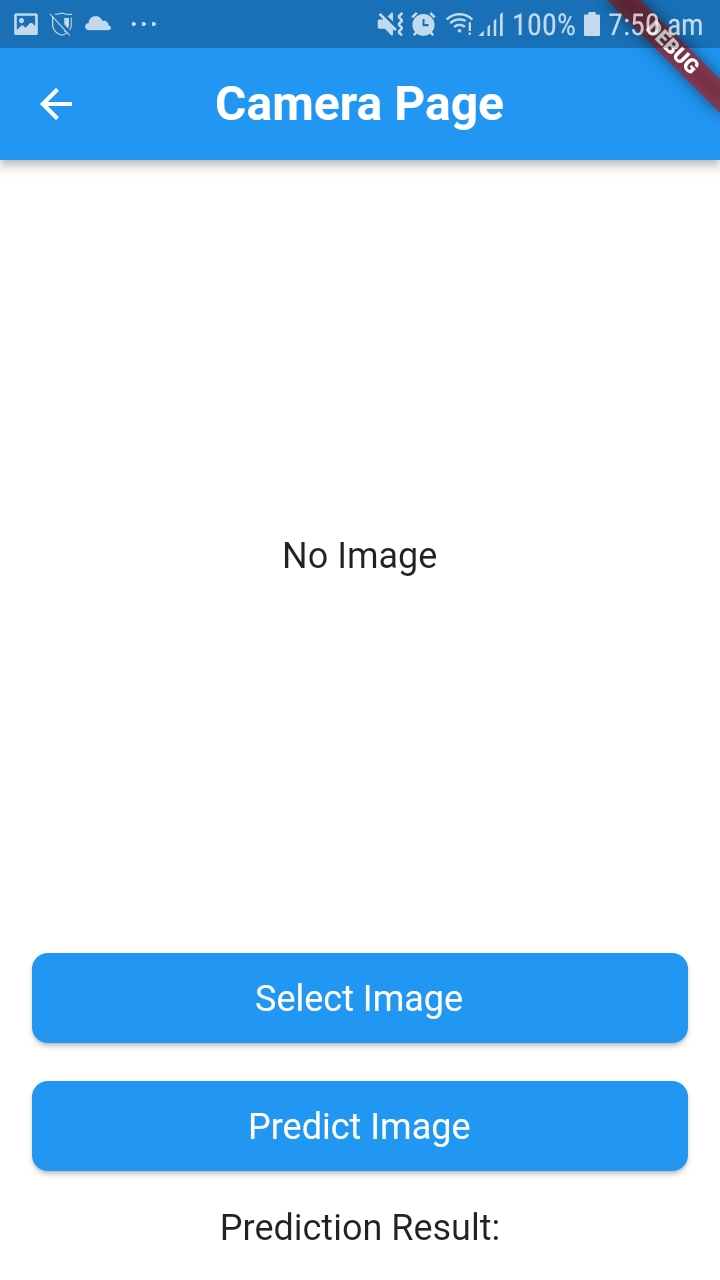 100% 7:50 am
DEBUG
Camera Page
No Image
Select Image
Predict Image
Prediction Result: